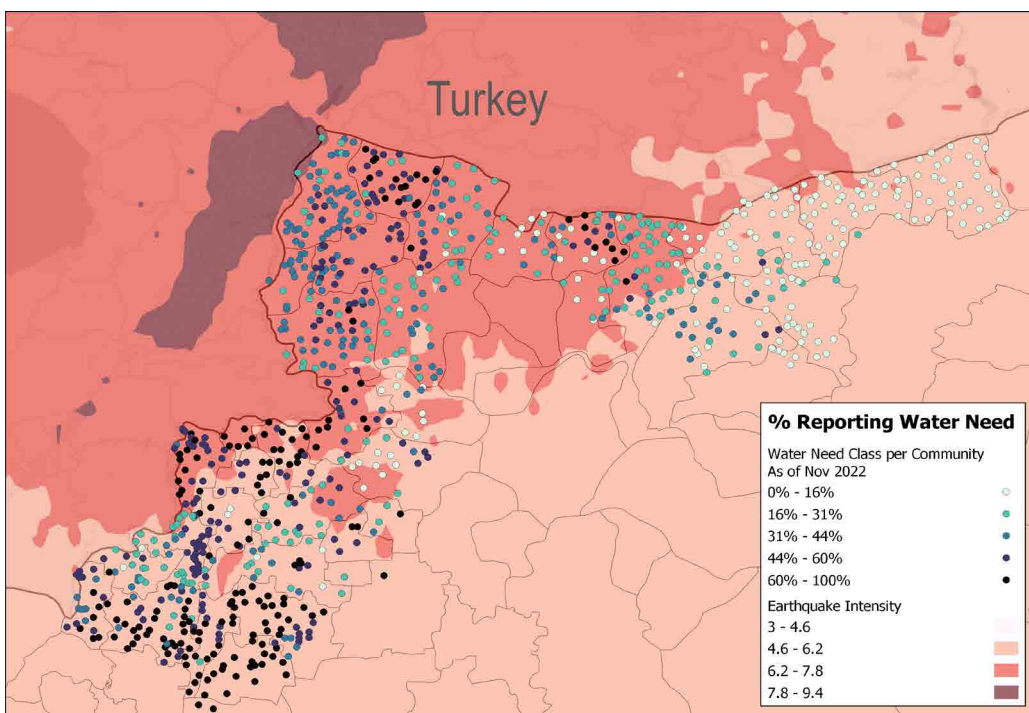 Turkey
% Reporting Water Need
Water Need Class per Community
As of Nov 2022
0% - 16%
16% - 31%
31% - 44%
44% - 60%
60% - 100%
Earthquake Intensity
3 - 4.6
4.6 - 6.2
6.2 - 7.8
7.8 - 9.4